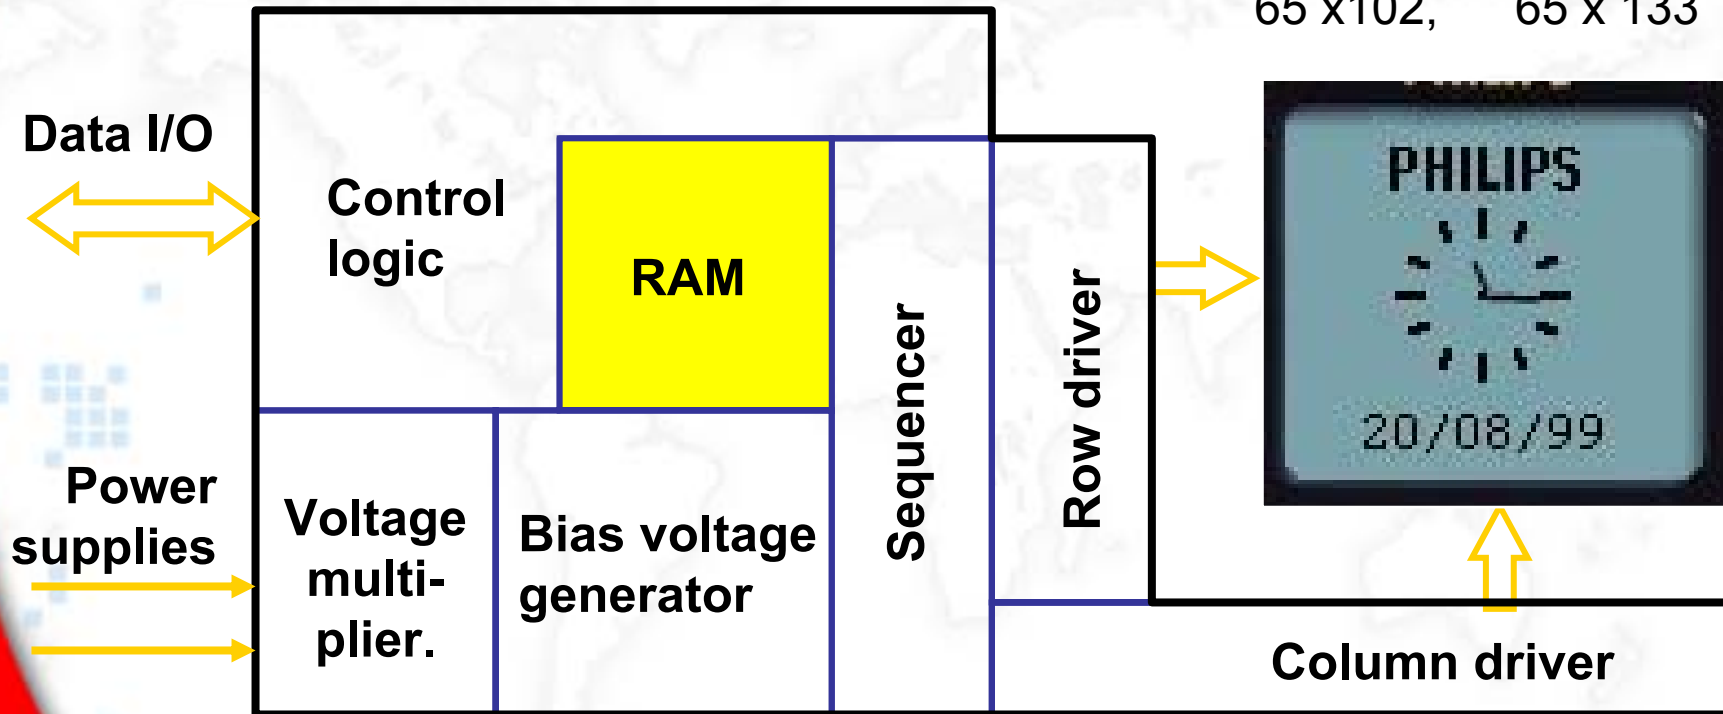 65 x102, 65 x 133
Data I/O
Control
logic
RAM
Sequencer
Row driver
PHILIPS
20/08/99
Power
supplies
Voltage
multi-
plier.
Bias voltage
generator
Column driver